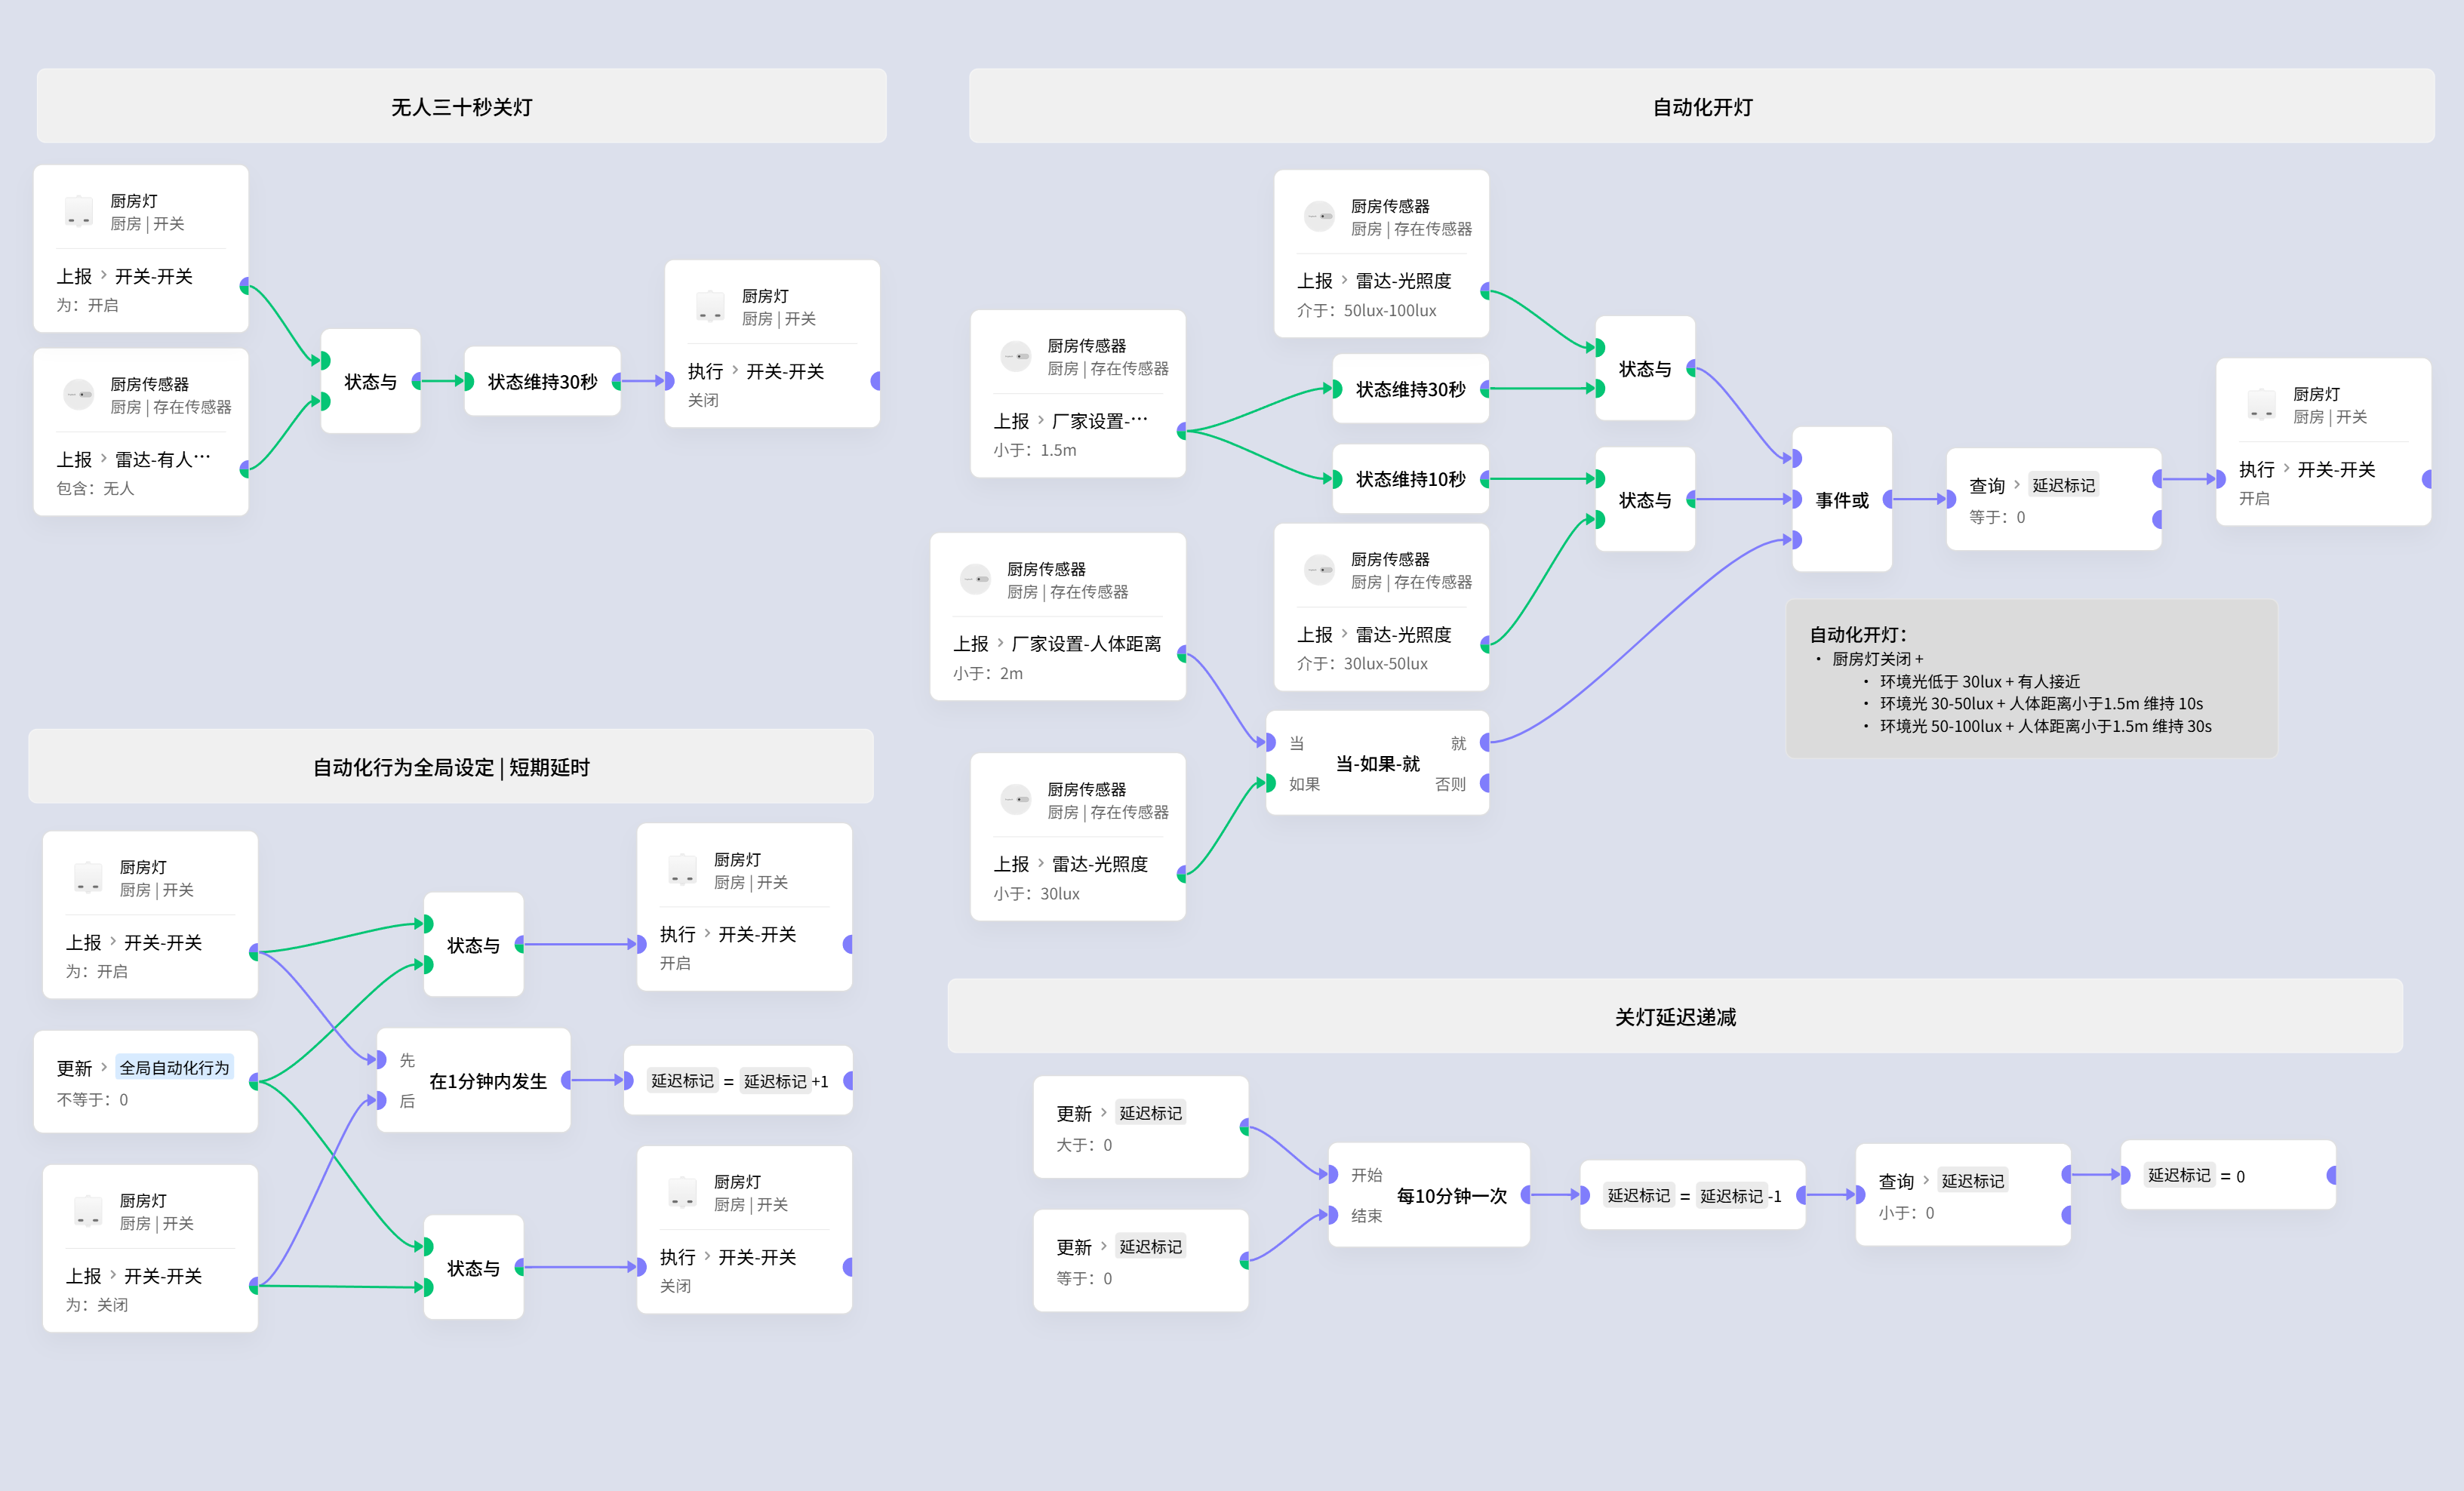 无人三十秒关灯
厨房灯
厨房 | 开关
上报 › 开关-开关
为：开启
厨房传感器
厨房 | 存在传感器
上报 › 雷达-有人…
包含：无人
状态与
状态维持30秒
厨房灯
厨房 | 开关
执行 › 开关-开关
关闭
自动化开灯
厨房传感器
厨房 | 存在传感器
上报 › 雷达-光照度
介于：50lux-100lux
厨房传感器
厨房 | 存在传感器
上报 › 厂家设置-…
小于：1.5m
状态维持30秒
状态维持10秒
状态与
状态与
厨房传感器
厨房 | 存在传感器
上报 › 厂家设置-人体距离
小于：2m
厨房传感器
厨房 | 存在传感器
上报 › 雷达-光照度
介于：30lux-50lux
厨房传感器
厨房 | 存在传感器
上报 › 雷达-光照度
小于：30lux
当
如果
当-如果-就
就
否则
事件或
查询 › 延迟标记
等于：0
厨房灯
厨房 | 开关
执行 › 开关-开关
开启
自动化开灯：
• 厨房灯关闭 +
• 环境光低于 30lux + 有人接近
• 环境光 30-50lux + 人体距离小于1.5m 维持 10s
• 环境光 50-100lux + 人体距离小于1.5m 维持 30s
自动化行为全局设定 | 短期延时
厨房灯
厨房 | 开关
上报 › 开关-开关
为：开启
更新 › 全局自动化行为
不等于：0
厨房灯
厨房 | 开关
上报 › 开关-开关
为：关闭
状态与
先
后
在1分钟内发生
状态与
厨房灯
厨房 | 开关
执行 › 开关-开关
开启
延迟标记 = 延迟标记+1
厨房灯
厨房 | 开关
执行 › 开关-开关
关闭
关灯延迟递减
更新 › 延迟标记
大于：0
更新 › 延迟标记
等于：0
开始
结束
每10分钟一次
延迟标记 = 延迟标记-1
查询 › 延迟标记
小于：0
延迟标记 = 0